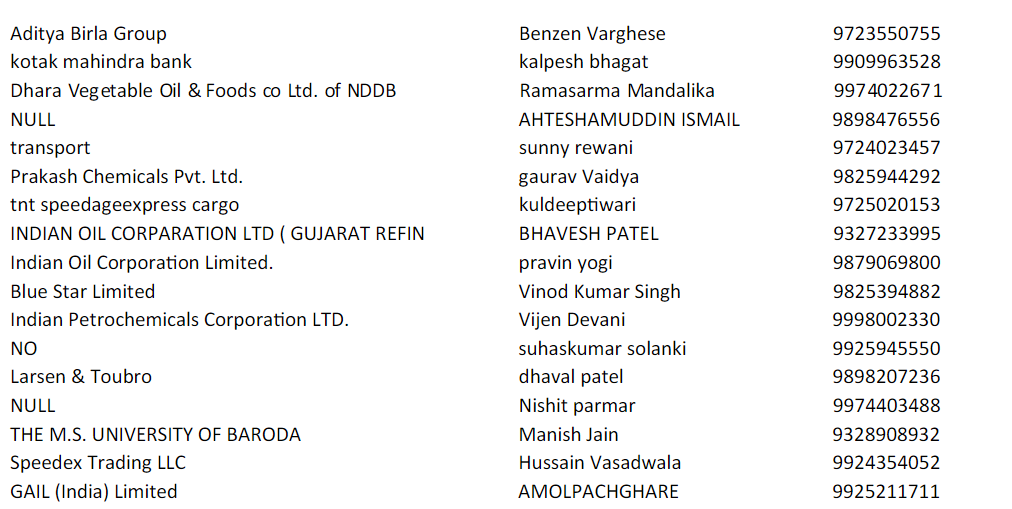 Aditya Birla Group Benzen Varghese 9723550755
kotak mahindra bank kalpesh bhagat 9909963528
Dhara Vegetable Oil & Foods co Ltd. of NDDB Ramasarma Mandalika 9974022671
NULL AHTESHAMUDDIN ISMAIL 9898476556
transport sunny rewani 9724023457
Prakash Chemicals Pvt. Ltd. gaurav Vaidya 9825944292
tnt speedageexpress cargo kuldeeptiwari 9725020153
INDIAN OIL CORPARATION LTD ( GUJARAT REFIN BHAVESH PATEL 9327233995
Indian Oil Corporation Limited. pravin yogi 9879069800
Blue Star Limited Vinod Kumar Singh 9825394882
Indian Petrochemicals Corporation LTD. Vijen Devani 9998002330
NO suhaskumar solanki 9925945550
Larsen & Toubro dhaval patel 9898207236
NULL Nishit parmar 9974403488
THE M.S. UNIVERSITY OF BARODA Manish Jain 9328908932
Speedex Trading LLC Hussain Vasadwala 9924354052
GAIL (India) Limited AMOLPACHGHARE 9925211711